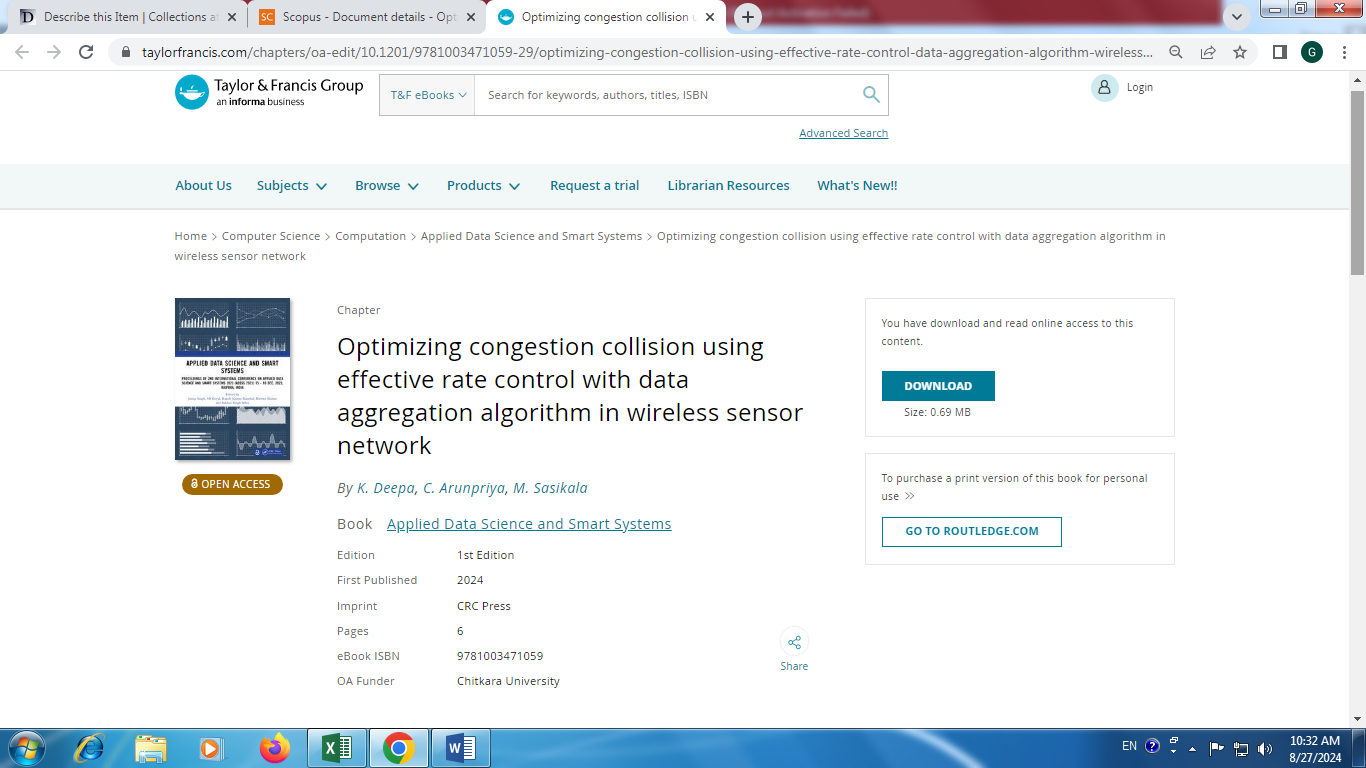 Describe this Item | Collections at
Scopus - Document details - Opt
Optimizing congestion collision u
taylorfrancis.com/chapters/oa-edit/10.1201/9781003471059-29/optimizing-congestion-collision-using-effective-rate-control-data-aggregation-algorithm-wireless...
G
Taylor & Francis Group
an informa business
T&F eBooks
Search for keywords, authors, titles, ISBN
Login
Advanced Search
About Us Subjects Browse Products Request a trial Librarian Resources What's New!!
Home > Computer Science > Computation > Applied Data Science and Smart Systems > Optimizing congestion collision using effective rate control with data aggregation algorithm in
wireless sensor network
APPLIED DATA SCIENCE AND SMART
SYSTEMS
OPEN ACCESS
Chapter
Optimizing congestion collision using
effective rate control with data
aggregation algorithm in wireless sensor
network
By K. Deepa, C. Arunpriya, M. Sasikala
Book Applied Data Science and Smart Systems
Edition 1st Edition
First Published 2024
Imprint CRC Press
Pages 6
eBook ISBN 9781003471059
OA Funder Chitkara University
Share
You have download and read online access to this
content.
DOWNLOAD
Size: 0.69 MB
To purchase a print version of this book for personal
use >>
GO TO ROUTLEDGE.COM
EN
10:32 AM
8/27/2024